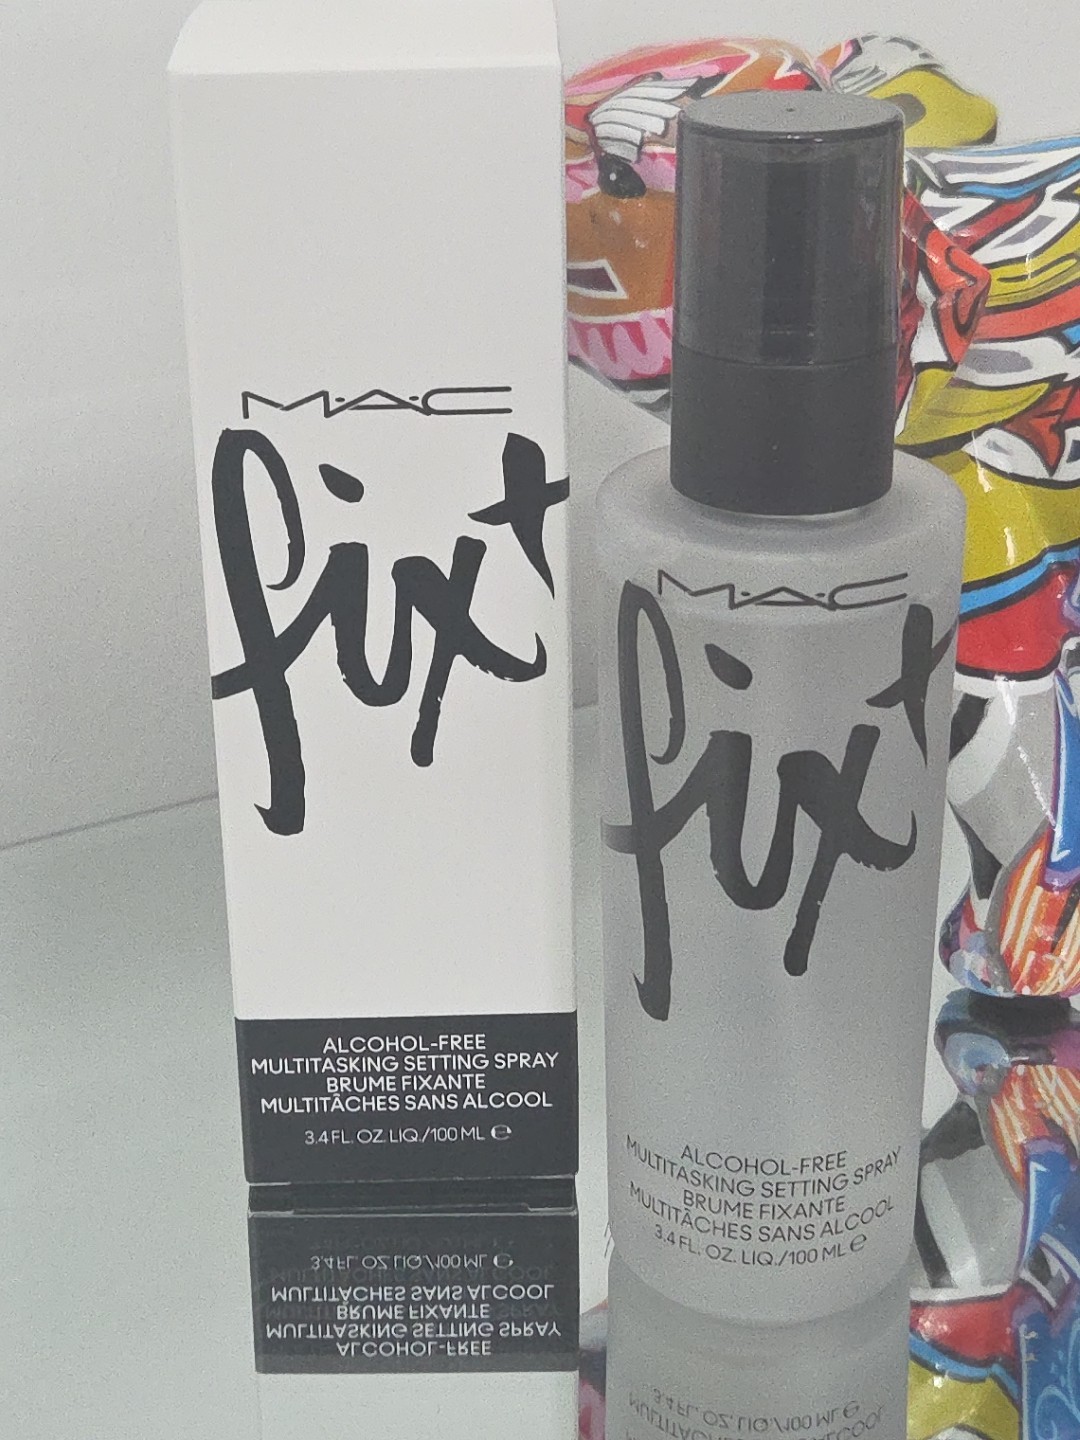 M·A·C
fix+
ALCOHOL-FREE
MULTITASKING SETTING SPRAY
BRUME FIXANTE
MULTITÂCHES SANS ALCOOL
3.4 FL. OZ. LIQ./100 ML ℮
M·A·C
fix+
ALCOHOL-FREE
MULTITASKING SETTING SPRAY
BRUME FIXANTE
MULTITÂCHES SANS ALCOOL
3.4 FL. OZ. LIQ./100 ML ℮